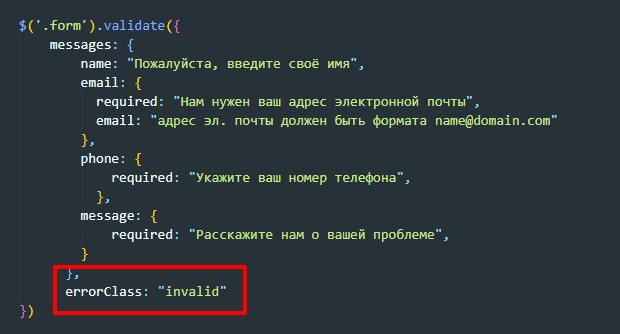 $('.form').validate({
messages: {
name: "Пожалуйста, введите своё имя",
email: {
required: "Нам нужен ваш адрес электронной почты",
email: "адрес эл. почты должен быть формата name@domain.com"
},
phone: {
required: "Укажите ваш номер телефона",
},
message: {
required: "Расскажите нам о вашей проблеме",
}
},
errorClass: "invalid"
})